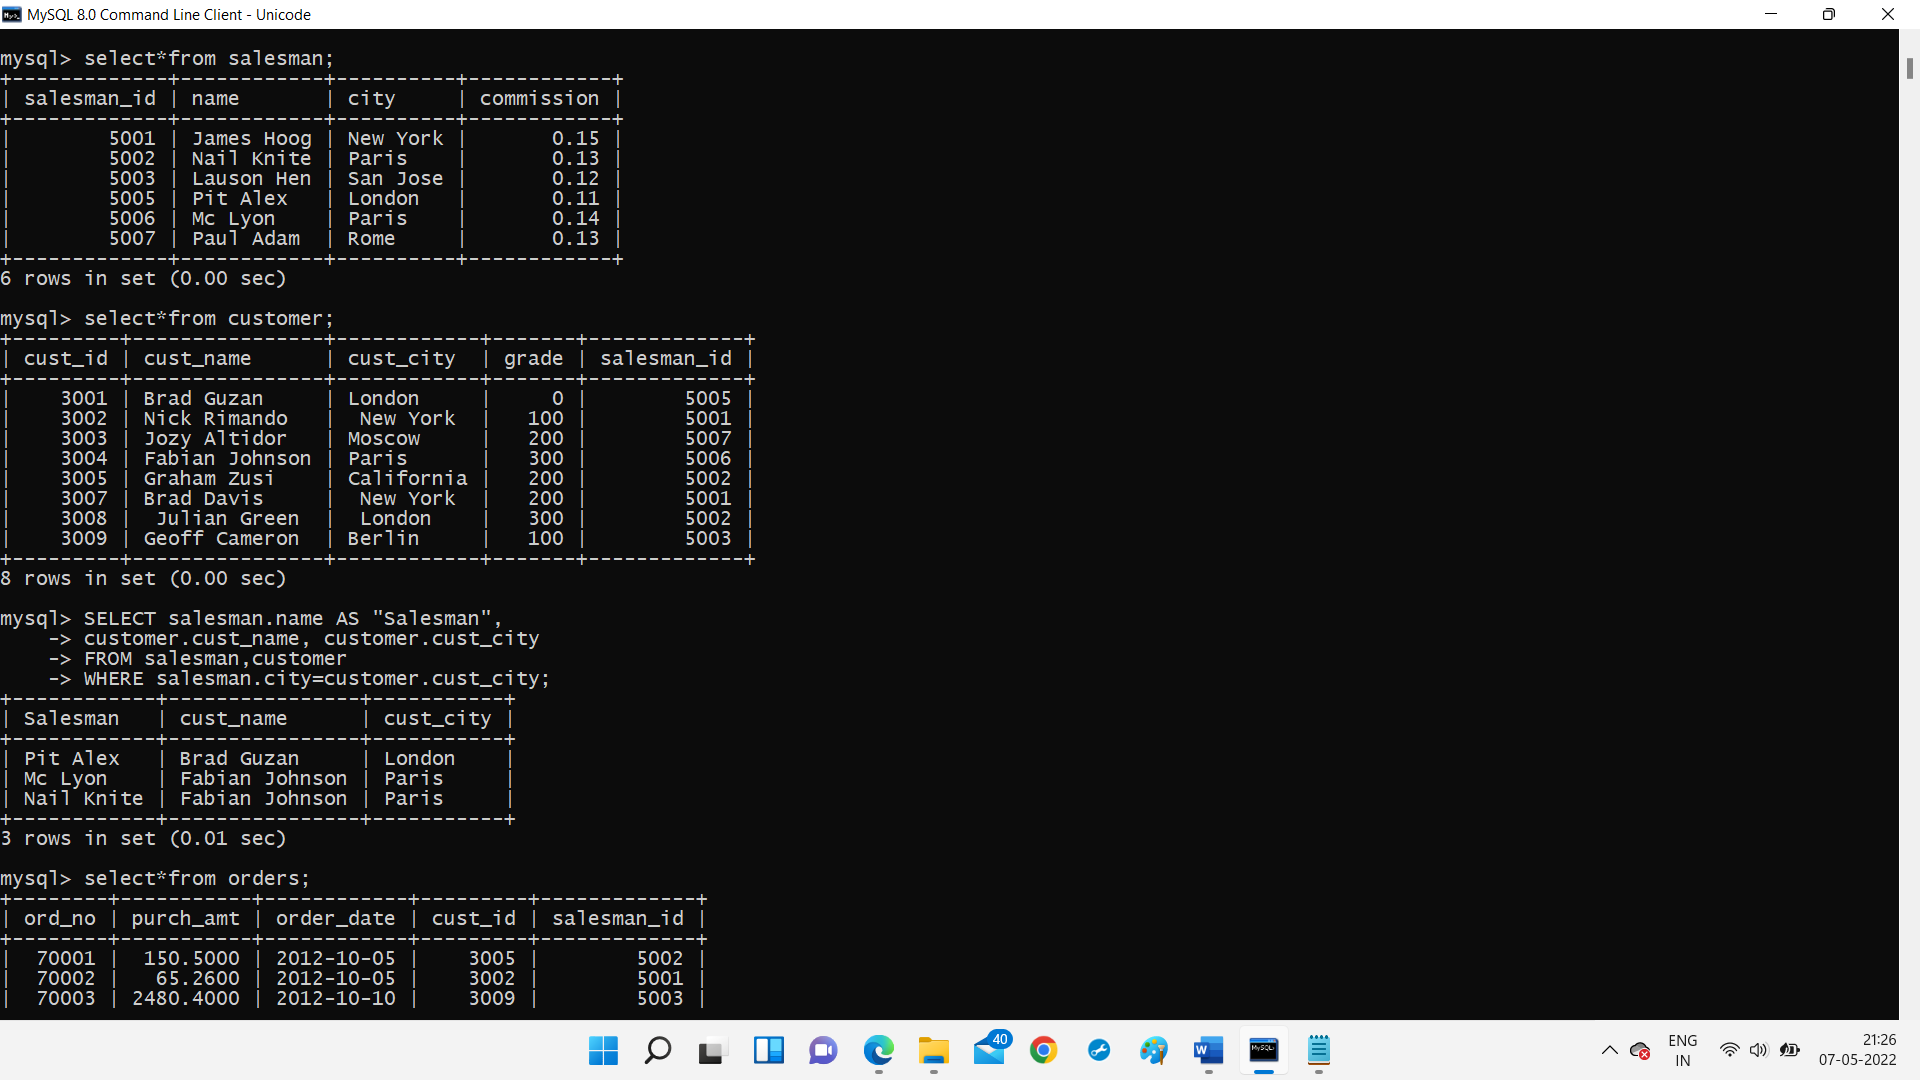 MySQL 8.0 Command Line Client - Unicode
mysql> select*from salesman;
+-------------+------------+----------+------------+
| salesman_id | name       | city     | commission |
+-------------+------------+----------+------------+
|        5001 | James Hoog | New York |       0.15 |
|        5002 | Nail Knite | Paris    |       0.13 |
|        5003 | Lauson Hen | San Jose |       0.12 |
|        5005 | Pit Alex   | London   |       0.11 |
|        5006 | Mc Lyon    | Paris    |       0.14 |
|        5007 | Paul Adam  | Rome     |       0.13 |
+-------------+------------+----------+------------+
6 rows in set (0.00 sec)
mysql> select*from customer;
+---------+----------------+------------+-------+-------------+
| cust_id | cust_name      | cust_city  | grade | salesman_id |
+---------+----------------+------------+-------+-------------+
|    3001 | Brad Guzan     | London     |     0 |        5005 |
|    3002 | Nick Rimando   |  New York  |   100 |        5001 |
|    3003 | Jozy Altidor   | Moscow     |   200 |        5007 |
|    3004 | Fabian Johnson | Paris      |   300 |        5006 |
|    3005 | Graham Zusi    | California |   200 |        5002 |
|    3007 | Brad Davis     |  New York  |   200 |        5001 |
|    3008 |  Julian Green  |  London    |   300 |        5002 |
|    3009 | Geoff Cameron  | Berlin     |   100 |        5003 |
+---------+----------------+------------+-------+-------------+
8 rows in set (0.00 sec)
mysql> SELECT salesman.name AS "Salesman",
    -> customer.cust_name, customer.cust_city
    -> FROM salesman,customer
    -> WHERE salesman.city=customer.cust_city;
+------------+----------------+-----------+
| Salesman   | cust_name      | cust_city |
+------------+----------------+-----------+
| Pit Alex   | Brad Guzan     | London    |
| Mc Lyon    | Fabian Johnson | Paris     |
| Nail Knite | Fabian Johnson | Paris     |
+------------+----------------+-----------+
3 rows in set (0.01 sec)
mysql> select*from orders;
+--------+-----------+------------+---------+-------------+
| ord_no | purch_amt | order_date | cust_id | salesman_id |
+--------+-----------+------------+---------+-------------+
|  70001 |  150.5000 | 2012-10-05 |    3005 |        5002 |
|  70002 |   65.2600 | 2012-10-05 |    3002 |        5001 |
|  70003 | 2480.4000 | 2012-10-10 |    3009 |        5003 |
40
W
MySQL
ENG
IN
21:26
07-05-2022